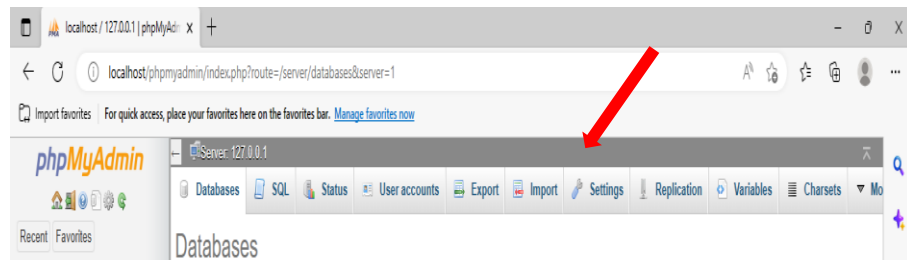 localhost / 127.0.0.1 | phpMyAdr
localhost/phpmyadmin/index.php?route=/server/databases&server=1
Import favorites For quick access, place your favorites here on the favorites bar. Manage favorites now
phpMyAdmin
Server: 127.0.0.1
Databases SQL Status User accounts Export Import Settings Replication Variables Charsets Mo
Recent Favorites
Databases